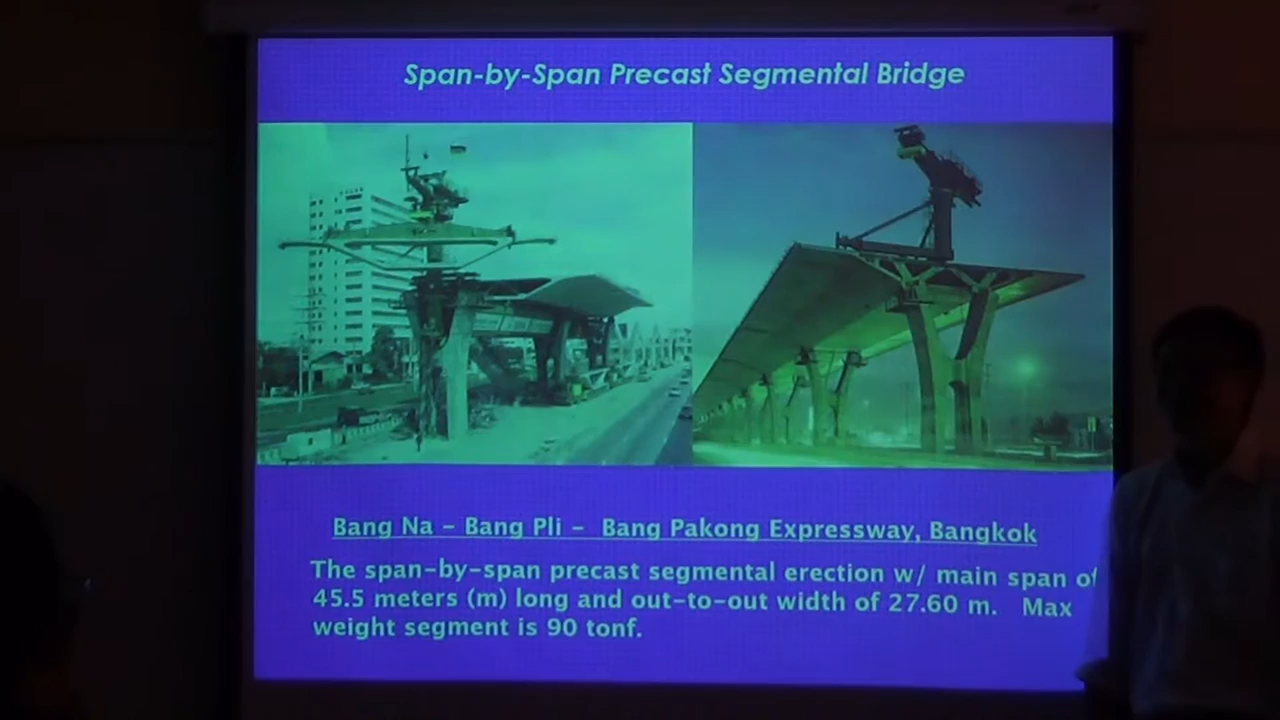 Span-by-Span Precast Segmental Bridge
Bang Na – Bang Pli – Bang Pakong Expressway, Bangkok
The span-by-span precast segmental erection w/ main span of
45.5 meters (m) long and out-to-out width of 27.60 m. Max
weight segment is 90 tonf.